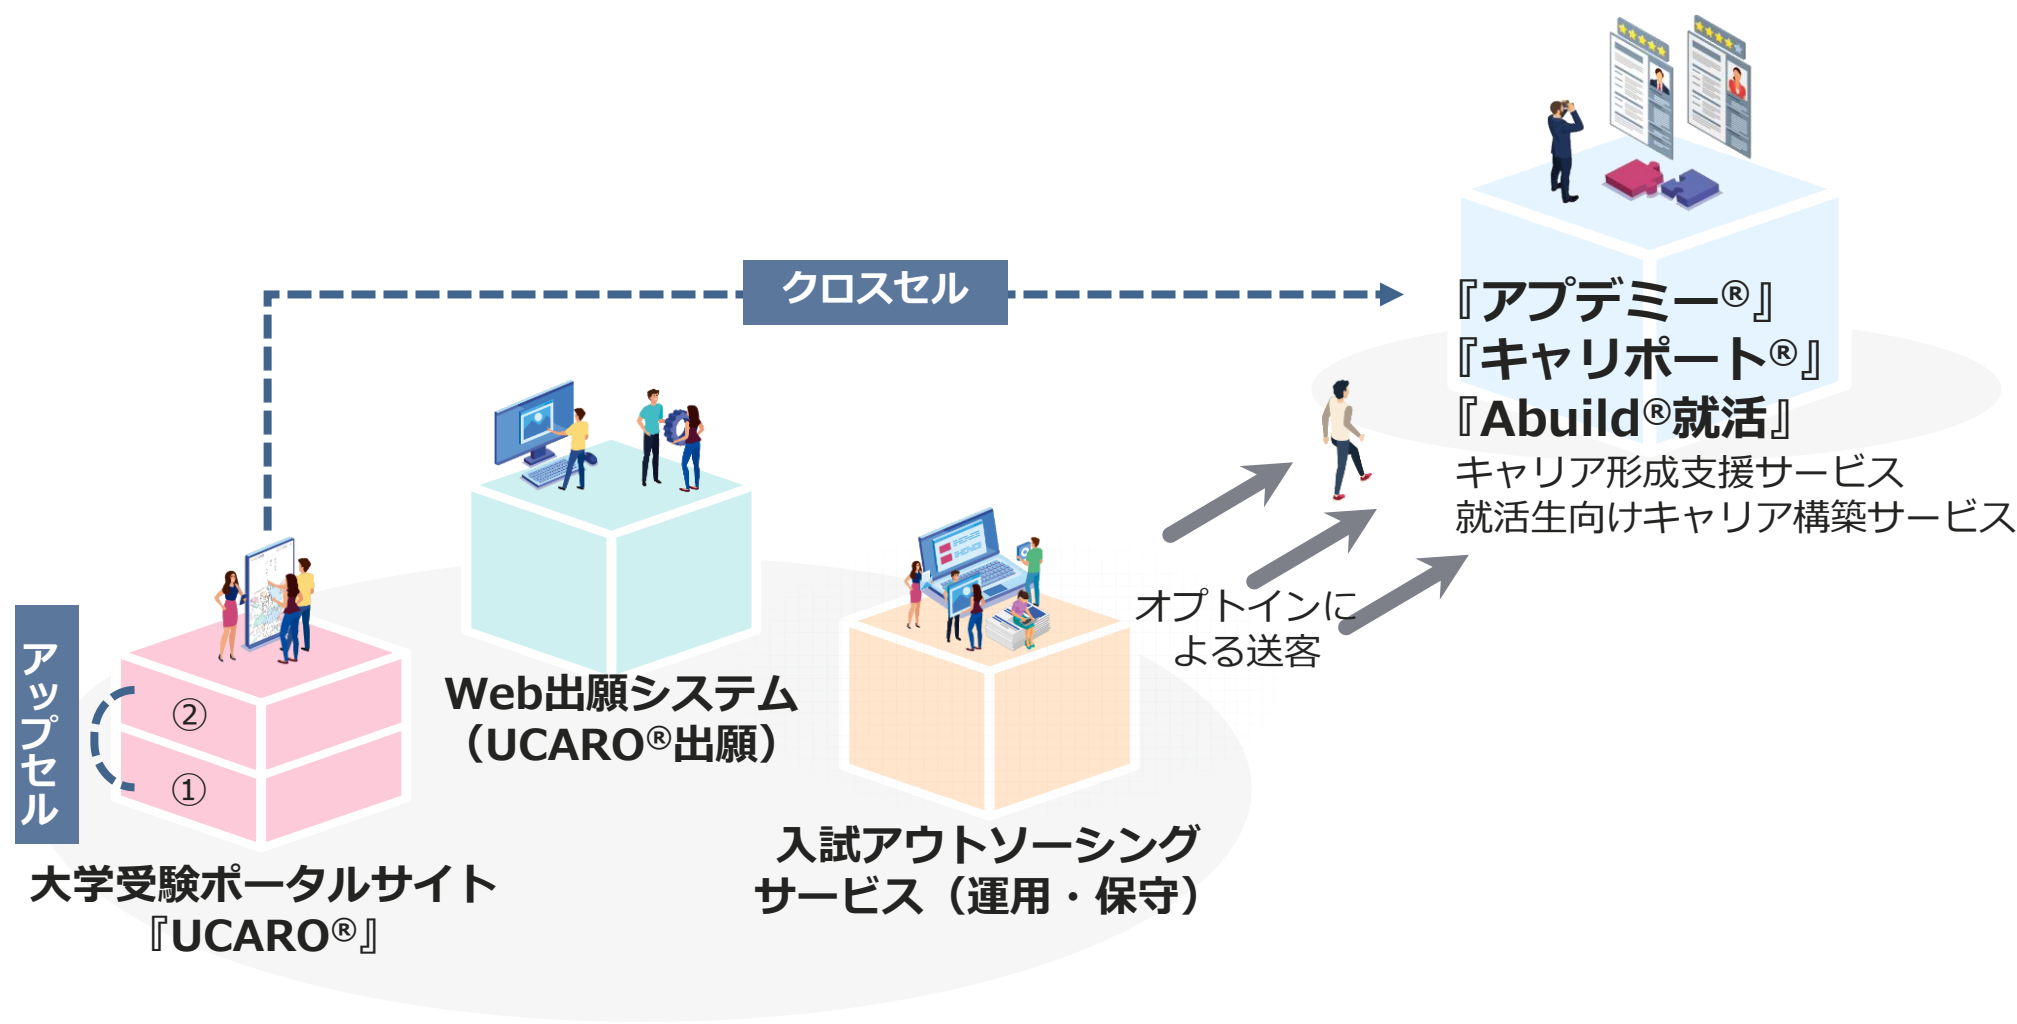 クロスセル
『アプデミー®』
『キャリポート®』
『Abuild®就活』
キャリア形成支援サービス
就活生向けキャリア構築サービス
オプトインに
よる送客
アップセル
②
①
Web出願システム
（UCARO®出願）
入試アウトソーシング
サービス（運用・保守）
大学受験ポータルサイト
『UCARO®』